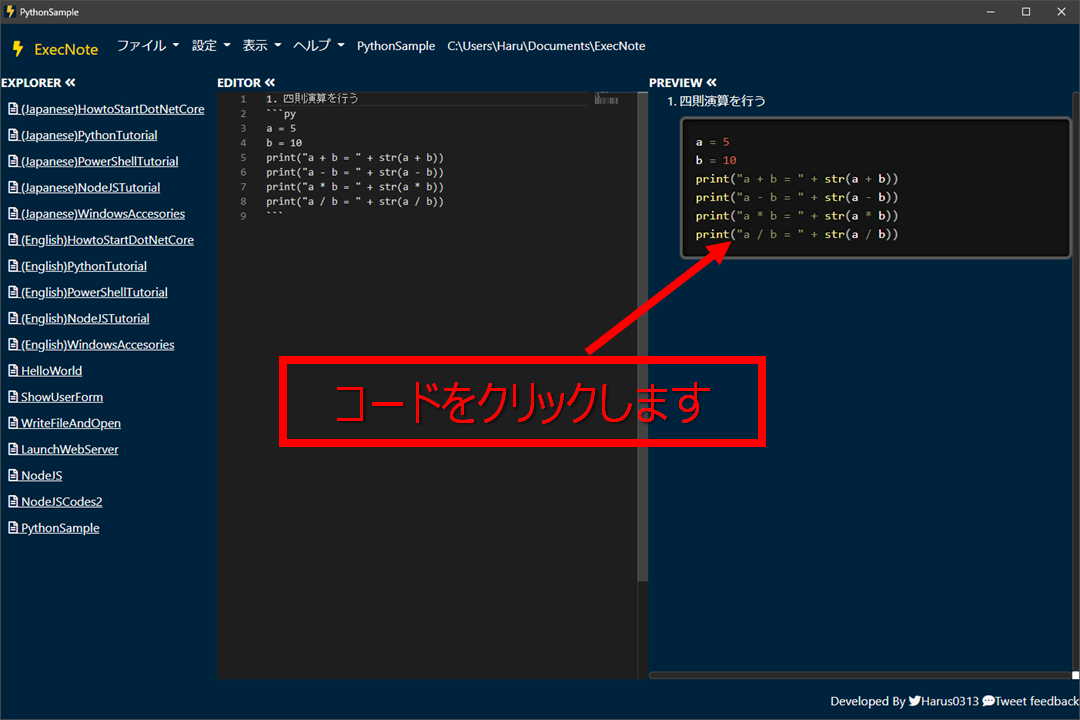 PythonSample
ExecNote ファイル 設定 表示 ヘルプ PythonSample C:\Users\Haru\Documents\ExecNote
EXPLORER
(Japanese)HowtoStartDotNetCore
(Japanese)PythonTutorial
(Japanese)PowerShellTutorial
(Japanese)NodeJSTutorial
(Japanese)WindowsAccesories
(English)HowtoStartDotNetCore
(English)PythonTutorial
(English)PowerShellTutorial
(English)NodeJSTutorial
(English)WindowsAccesories
HelloWorld
ShowUserForm
WriteFileAndOpen
LaunchWebServer
NodeJS
NodeJSCodes2
PythonSample
EDITOR
1 1. 四則演算を行う
2 ```py
3 a = 5
4 b = 10
5 print("a + b = " + str(a + b))
6 print("a - b = " + str(a - b))
7 print("a * b = " + str(a * b))
8 print("a / b = " + str(a / b))
9 ```
PREVIEW
1. 四則演算を行う
a = 5
b = 10
print("a + b = " + str(a + b))
print("a - b = " + str(a - b))
print("a * b = " + str(a * b))
print("a / b = " + str(a / b))
コードをクリックします
Developed By Harus0313 Tweet feedback